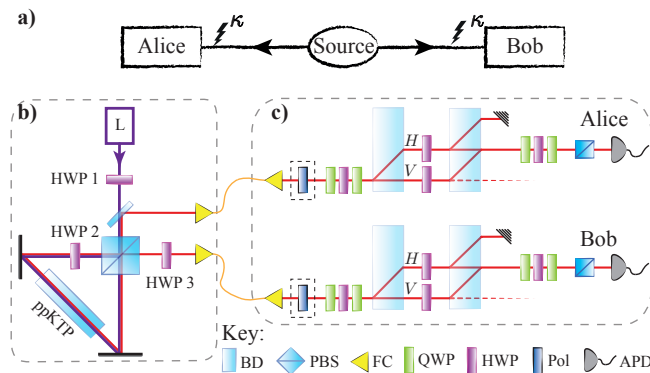 a)
Alice
κ
Source
κ
Bob
b)
L
HWP 1
HWP 2
HWP 3
ppKTP
c)
Alice
H
V
Bob
H
V
Key:
BD
PBS
FC
QWP
HWP
Pol
APD